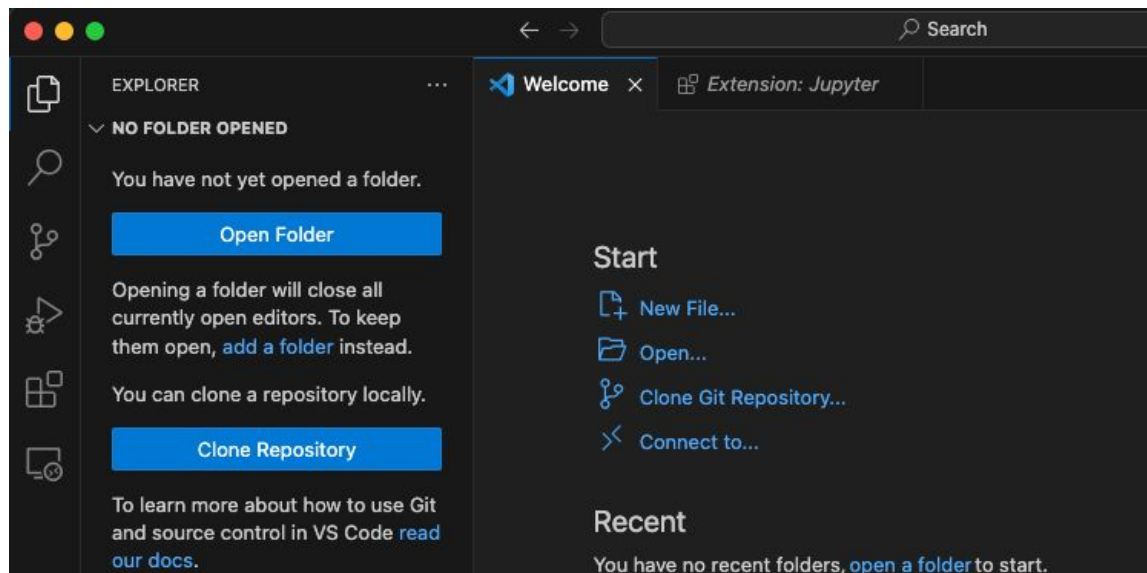 Search
EXPLORER
...
Welcome
Extension: Jupyter
NO FOLDER OPENED
You have not yet opened a folder.
Open Folder
Opening a folder will close all
currently open editors. To keep
them open, add a folder instead.
You can clone a repository locally.
Clone Repository
To learn more about how to use Git
and source control in VS Code read
our docs.
Start
New File...
Open...
Clone Git Repository...
Connect to...
Recent
You have no recent folders, open a folder to start.